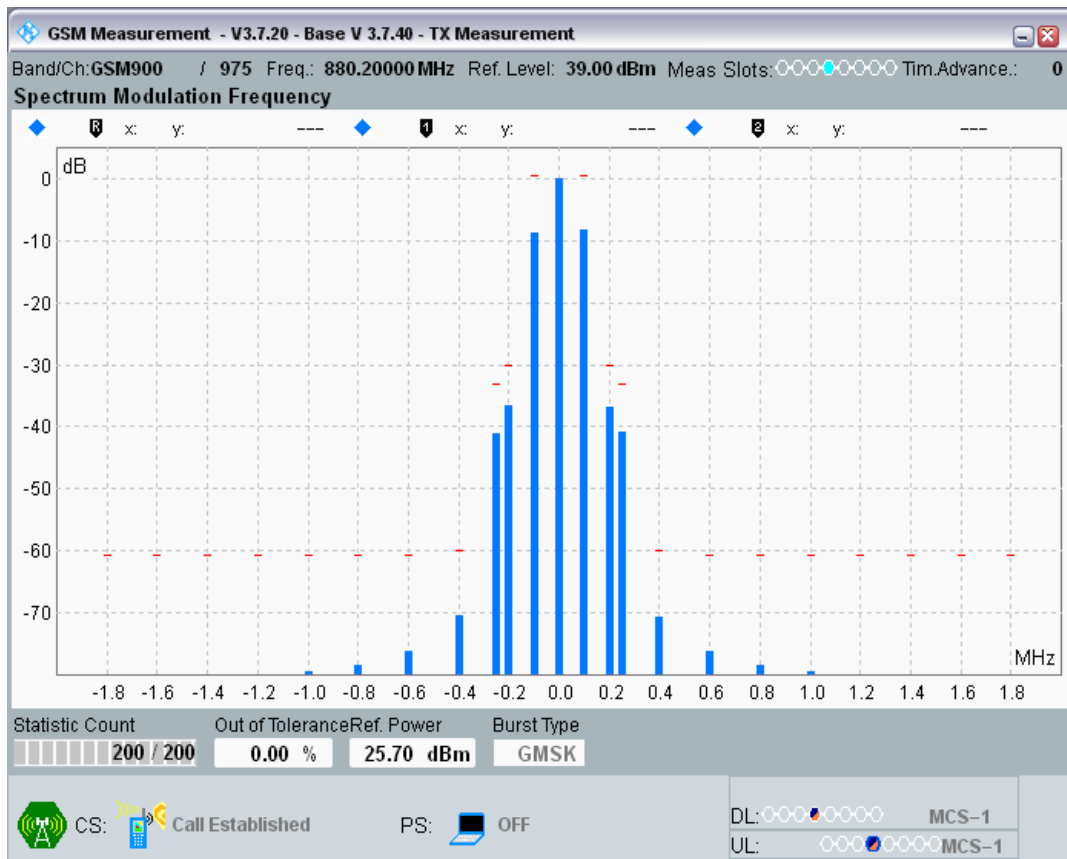 GSM Measurement - V3.7.20 - Base V 3.7.40 - TX Measurement
Band/Ch:GSM900 / 975 Freq.: 880.20000 MHz Ref. Level: 39.00 dBm Meas Slots: Tim.Advance.: 0
Spectrum Modulation Frequency
R x: y: --- 1 x: y: --- 2 x: y: ---
dB
0
-10
-20
-30
-40
-50
-60
-70
MHz
-1.8 -1.6 -1.4 -1.2 -1.0 -0.8 -0.6 -0.4 -0.2 0.0 0.2 0.4 0.6 0.8 1.0 1.2 1.4 1.6 1.8
Statistic Count Out of Tolerance Ref. Power Burst Type
200 / 200 0.00 % 25.70 dBm GMSK
CS: Call Established PS: OFF
DL: MCS-1
UL: MCS-1